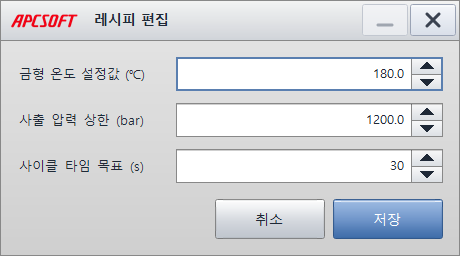 APCSOFT 레시피 편집
금형 온도 설정값 (℃) 180.0
사출 압력 상한 (bar) 1200.0
사이클 타임 목표 (s) 30
취소 저장